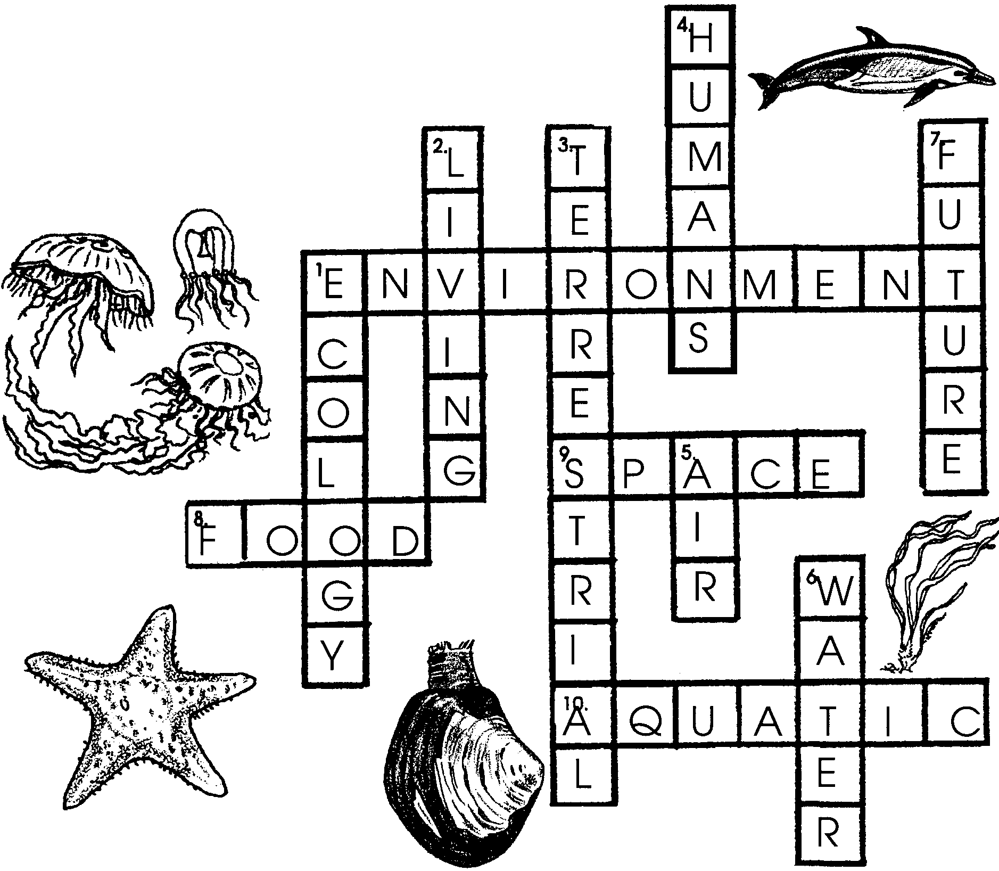 4. HUMANS
2. LIVING
3. TERRESTRIAL
7 FUTURE
1 ENVIRONMENT
ECOLOGY
9 SPACE
5. AIR
8. FOOD
6 WATER
10. AQUATIC